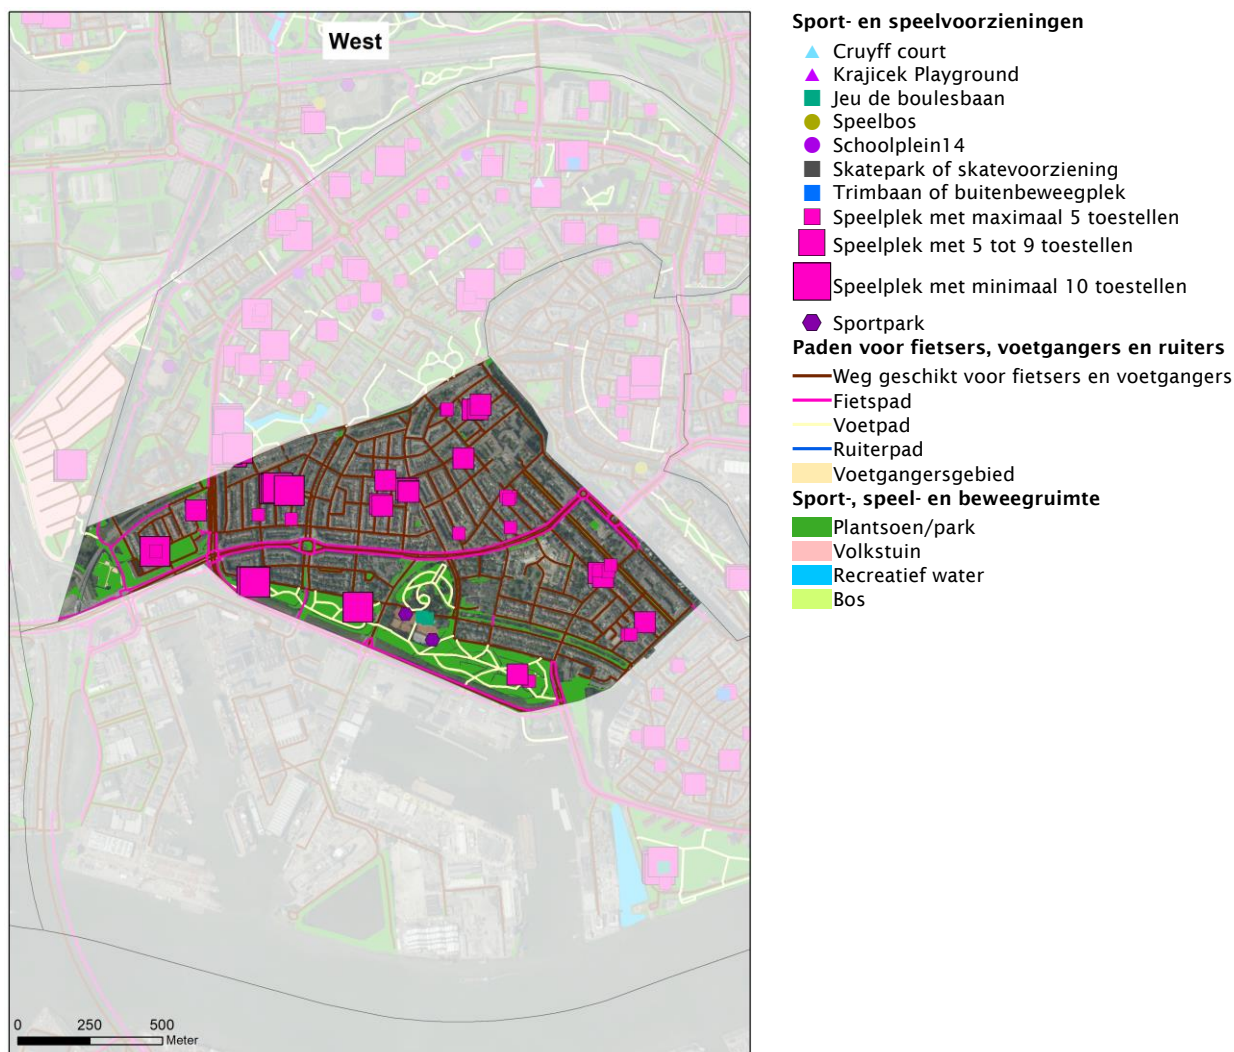 West
0 250 500
Meter
Sport- en speelvoorzieningen
Cruyff court
Krajicek Playground
Jeu de boulesbaan
Speelbos
Schoolplein14
Skatepark of skatevoorziening
Trimbaan of buitenbeweegplek
Speelplek met maximaal 5 toestellen
Speelplek met 5 tot 9 toestellen
Speelplek met minimaal 10 toestellen
Sportpark
Paden voor fietsers, voetgangers en ruiters
Weg geschikt voor fietsers en voetgangers
Fietspad
Voetpad
Ruiterpad
Voetgangersgebied
Sport-, speel- en beweegruimte
Plantsoen/park
Volkstuin
Recreatief water
Bos